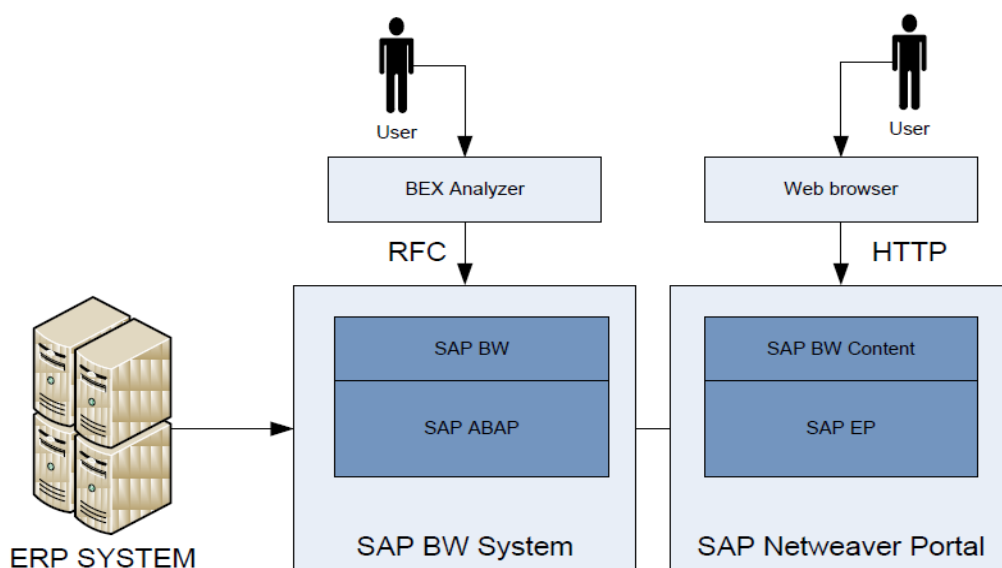 User
User
BEX Analyzer
Web browser
RFC
HTTP
SAP BW
SAP BW Content
SAP ABAP
SAP EP
ERP SYSTEM
SAP BW System
SAP Netweaver Portal